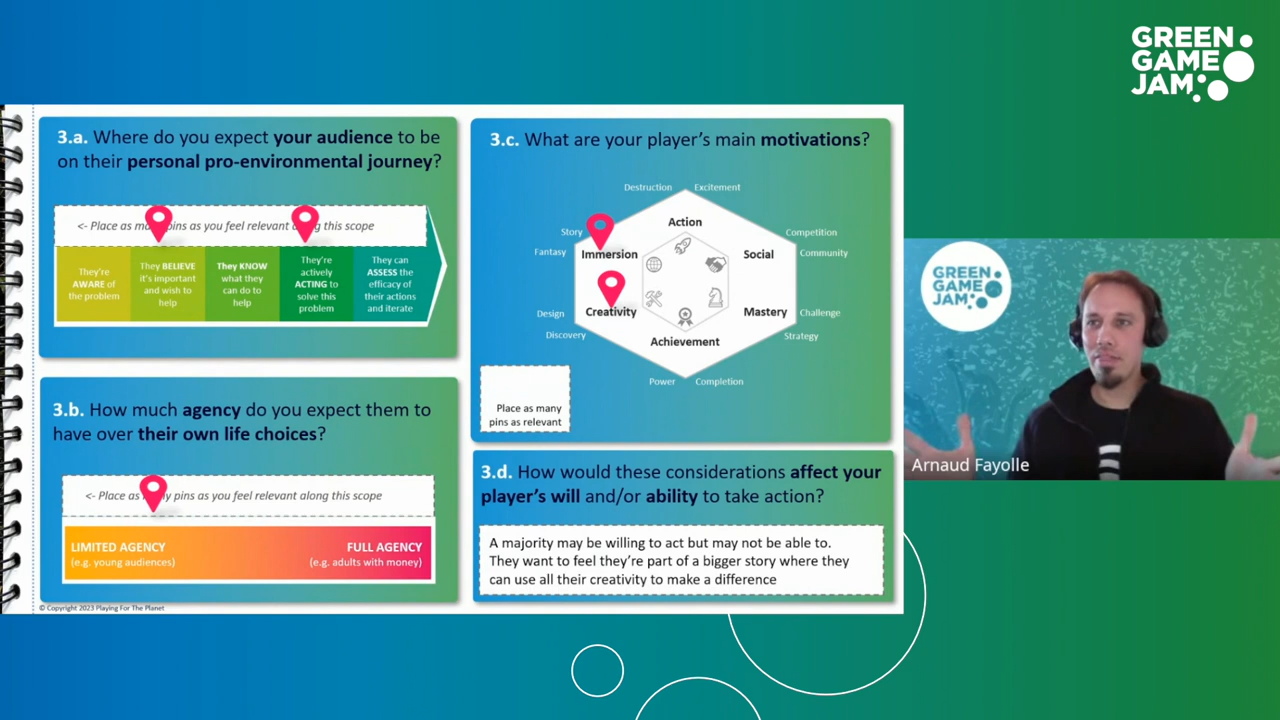 GREEN
GAME
JAM
3.a. Where do you expect your audience to be
on their personal pro-environmental journey?
<- Place as many pins as you feel relevant along this scope
They're
AWARE of
the problem
They BELIEVE
it's important
and wish to
help
They KNOW
what they
can do to
help
They're
actively
ACTING to
solve this
problem
They can
ASSESS the
efficacy of
their actions
and iterate
3.b. How much agency do you expect them to
have over their own life choices?
<- Place as many pins as you feel relevant along this scope
LIMITED AGENCY
(e.g. young audiences)
FULL AGENCY
(e.g. adults with money)
© Copyright 2023 Playing For The Planet
3.c. What are your player's main motivations?
Destruction
Excitement
Action
Story
Competition
Fantasy
Immersion
Social
Community
Design
Creativity
Mastery
Challenge
Discovery
Strategy
Achievement
Power
Completion
Place as many
pins as relevant
3.d. How would these considerations affect your
player's will and/or ability to take action?
A majority may be willing to act but may not be able to.
They want to feel they're part of a bigger story where they
can use all their creativity to make a difference
GREEN
GAME
JAM
Arnaud Fayolle